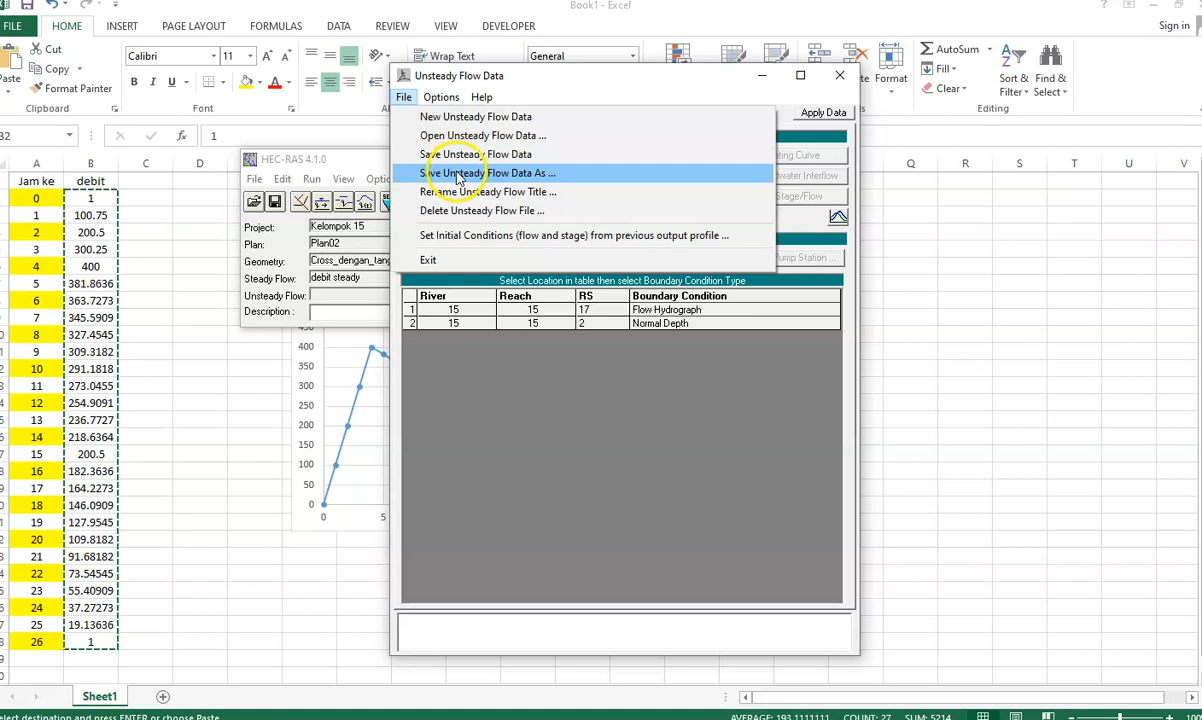 Book1 - Excel
FILE HOME INSERT PAGE LAYOUT FORMULAS DATA REVIEW VIEW DEVELOPER Sign in
Cut
Copy
Format Painter
Paste
Clipboard
Calibri 11
B I U
Font
Wrap Text
General
Format
AutoSum
Fill
Clear
Sort & Filter
Find & Select
Editing
1
A B C D P Q R S T U V
Jam ke debit
0 1
1 100.75
2 200.5
3 300.25
4 400
5 381.8636
6 363.7273
7 345.5909
8 327.4545
9 309.3182
10 291.1818
11 273.0455
12 254.9091
13 236.7727
14 218.6364
15 200.5
16 182.3636
17 164.2273
18 146.0909
19 127.9545
20 109.8182
21 91.68182
22 73.54545
23 55.40909
24 37.27273
25 19.13636
26 1
HEC-RAS 4.1.0
File Edit Run View
Project: Kelompok 15
Plan: Plan02
Geometry:
Steady Flow: debit steady
Unsteady Flow:
Description :
400
350
300
250
200
150
100
50
0
0 5
Unsteady Flow Data
File Options Help
Apply Data
New Unsteady Flow Data
Open Unsteady Flow Data ...
Save Unsteady Flow Data
Save Unsteady Flow Data As ...
Rename Unsteady Flow Title ...
Delete Unsteady Flow File ...
Set Initial Conditions (flow and stage) from previous output profile ...
Exit
Select Location in table then select Boundary Condition Type
River Reach RS Boundary Condition
1 15 15 17 Flow Hydrograph
2 15 15 2 Normal Depth
Sheet1
AVERAGE: 193.1111111 COUNT: 27 SUM: 5214